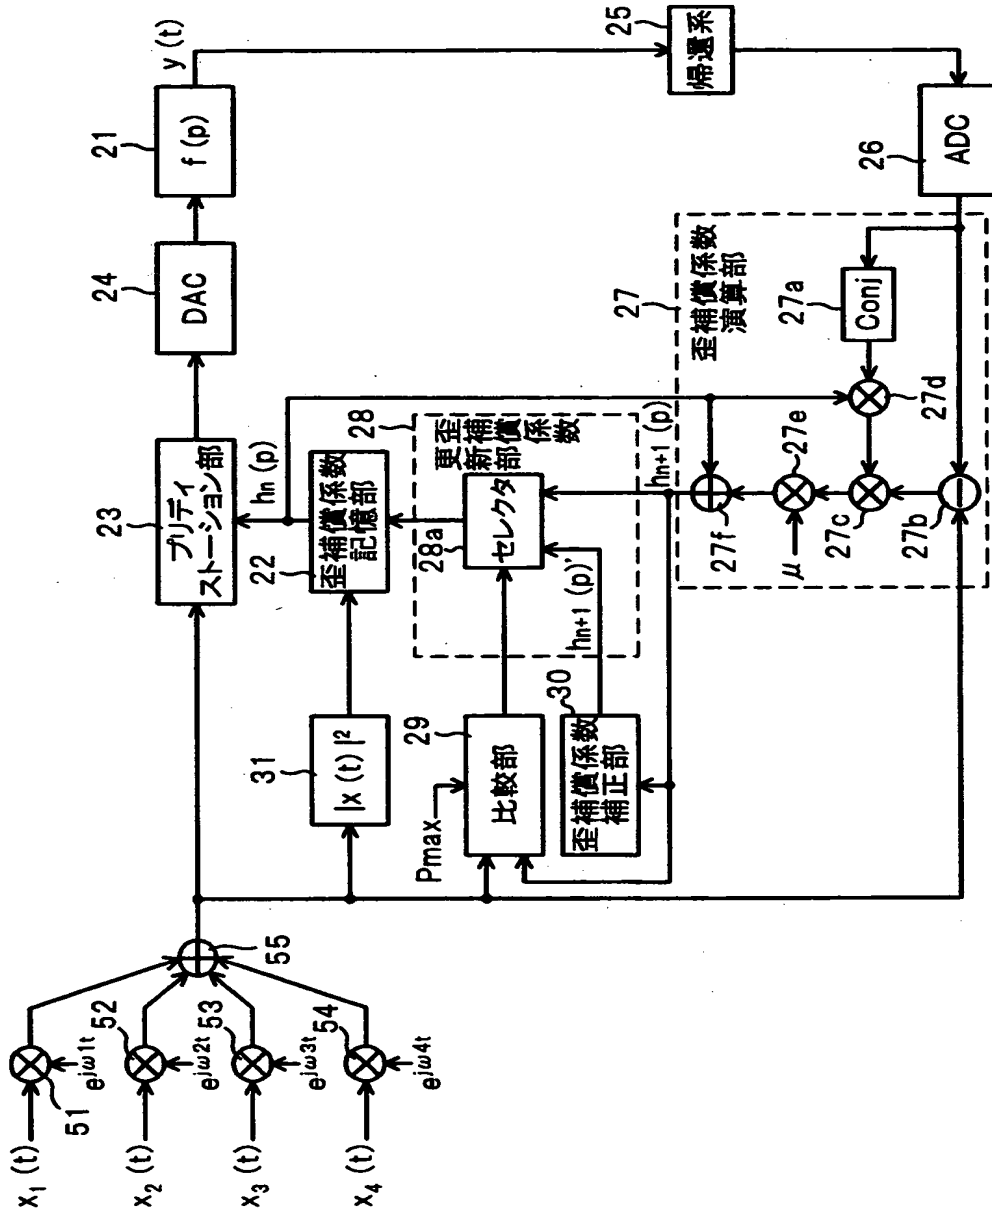 x1 (t)
51
e^jω1t
x2 (t)
52
e^jω2t
x3 (t)
53
e^jω3t
x4 (t)
54
e^jω4t
55
23
プリディ
ストーション部
24
DAC
21
f (p)
y (t)
hn (p)
31
|x (t) |^2
22
歪補償係数
記憶部
25
帰還系
Pmax
29
比較部
28
歪補償係数
更新部
28a
セレクタ
hn+1 (p)'
hn+1 (p)
30
歪補償係数
補正部
27
歪補償係数
演算部
27a
Conj
26
ADC
27f
27e
μ
27c
27d
27b